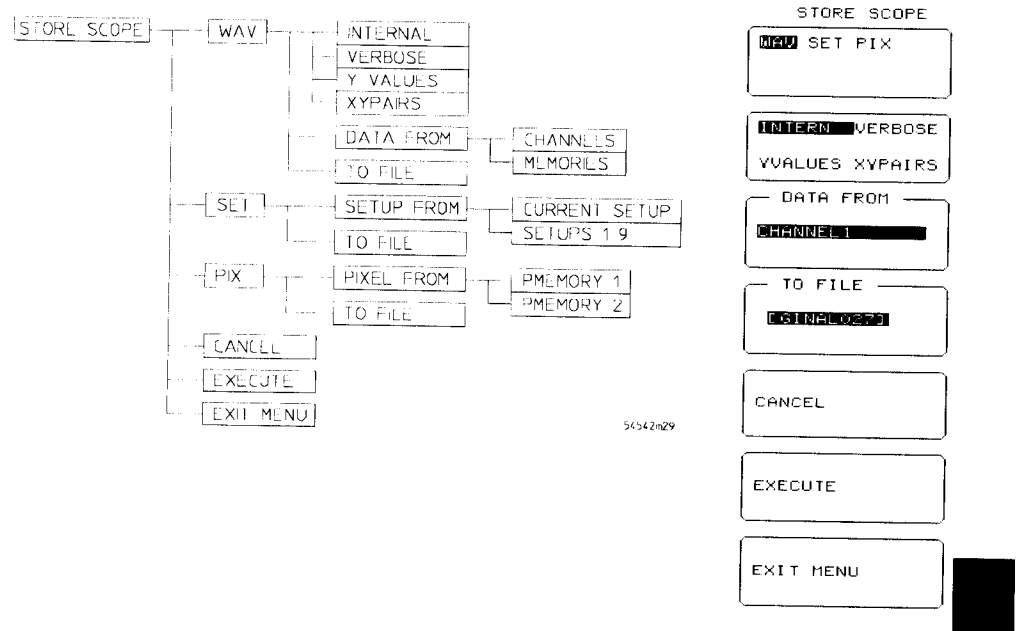 STORE SCOPE
WAV
INTERNAL
VERBOSE
Y VALUES
XYPAIRS
DATA FROM
CHANNELS
MEMORIES
TO FILE
SET
SETUP FROM
CURRENT SETUP
SETUPS 1 9
TO FILE
PIX
PIXEL FROM
PMEMORY 1
PMEMORY 2
TO FILE
CANCEL
EXECUTE
EXIT MENU
54542m29
STORE SCOPE
WAV SET PIX
INTERN VERBOSE
YVALUES XYPAIRS
DATA FROM
CHANNEL1
TO FILE
[GINAL027]
CANCEL
EXECUTE
EXIT MENU